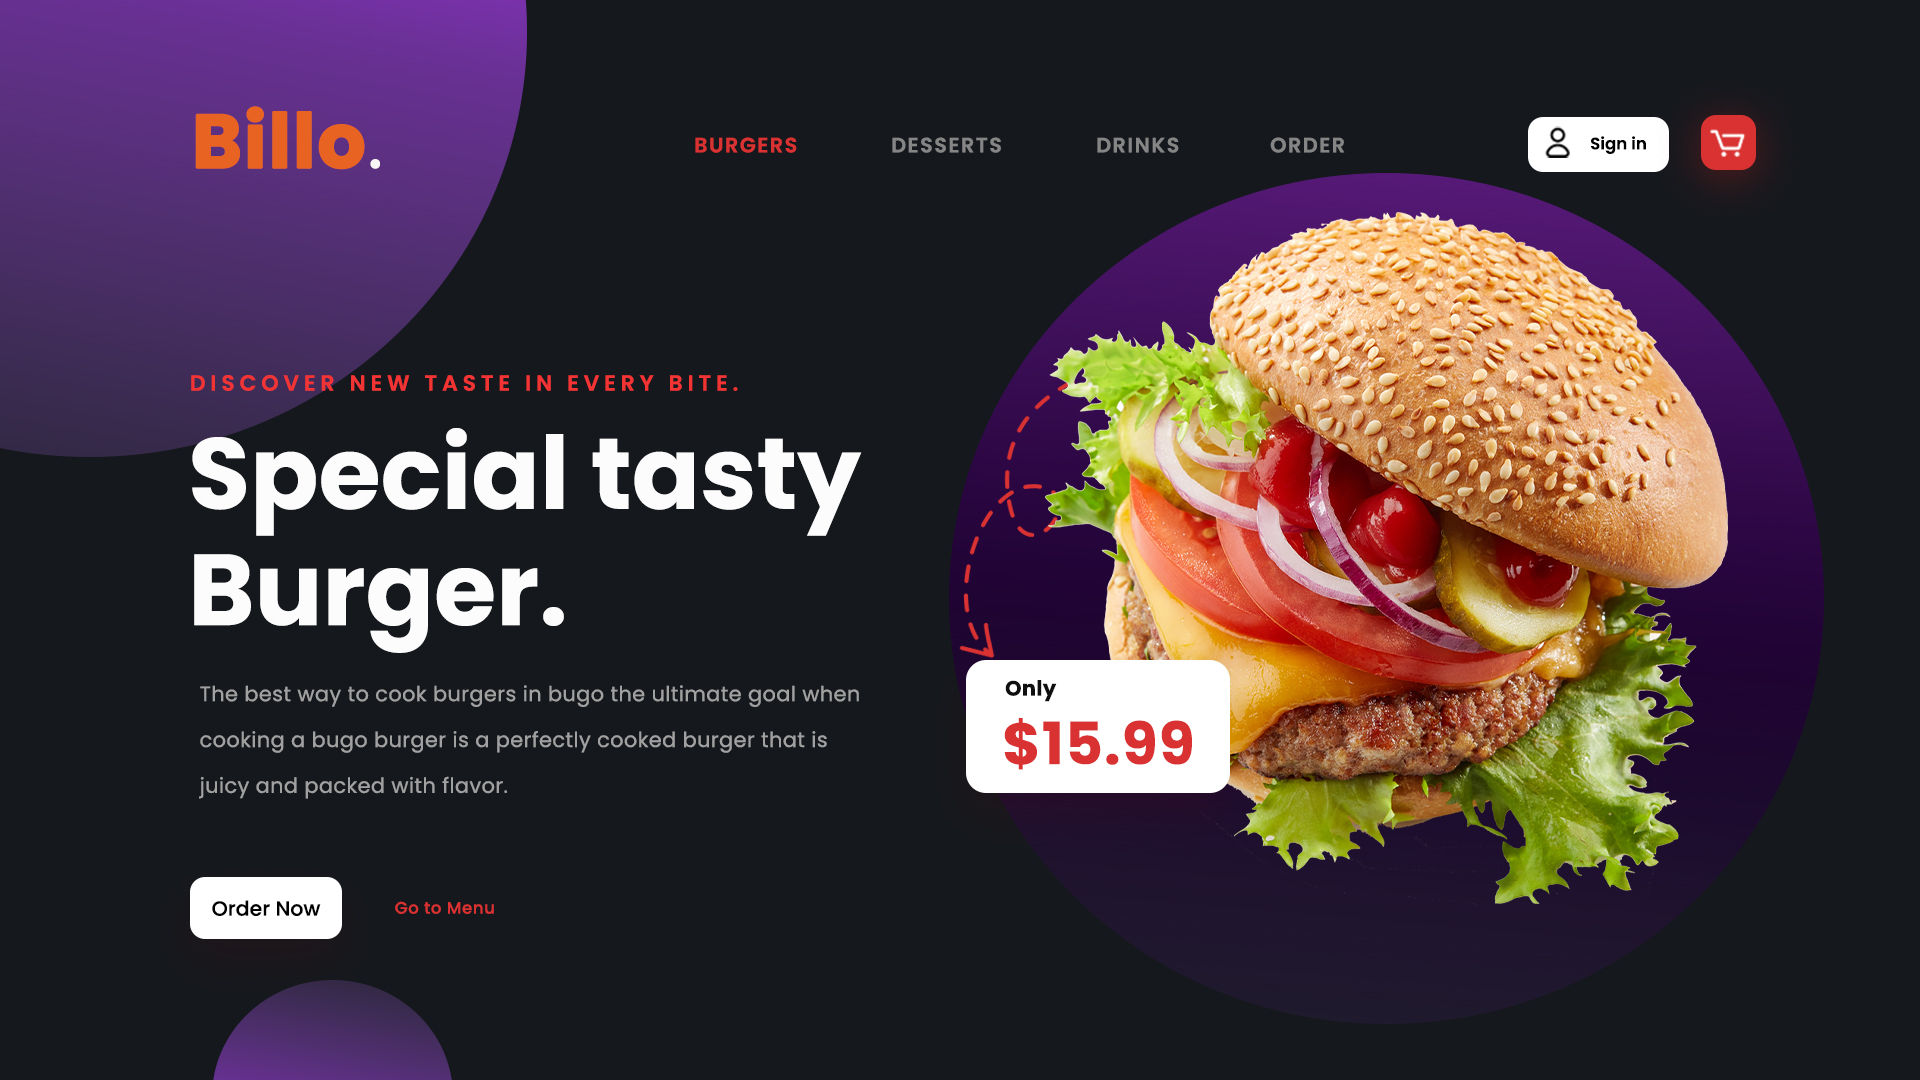 Billo.
BURGERS DESSERTS DRINKS ORDER
Sign in
DISCOVER NEW TASTE IN EVERY BITE.
Special tasty
Burger.
The best way to cook burgers in bugo the ultimate goal when
cooking a bugo burger is a perfectly cooked burger that is
juicy and packed with flavor.
Order Now
Go to Menu
Only
$15.99